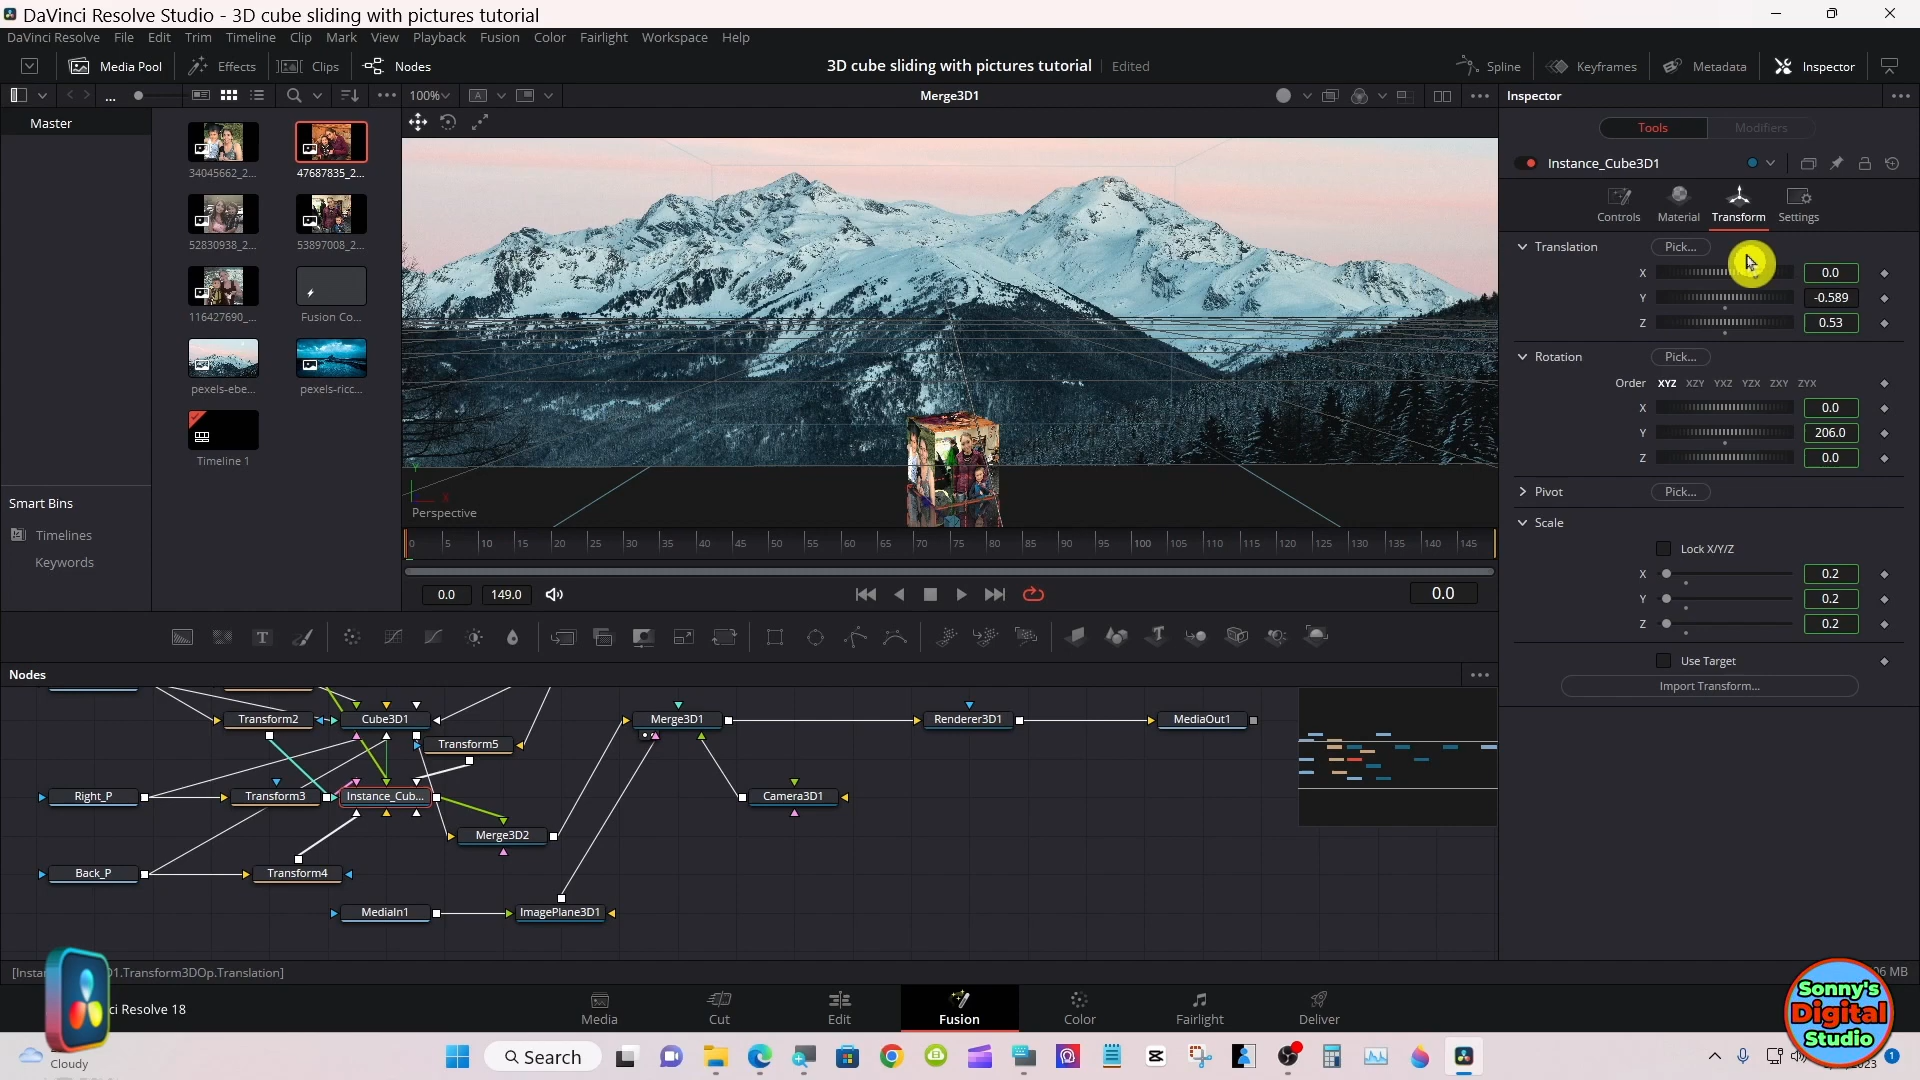 DaVinci Resolve Studio - 3D cube sliding with pictures tutorial
DaVinci Resolve File Edit Trim Timeline Clip Mark View Playback Fusion Color Fairlight Workspace Help
Media Pool Effects Clips Nodes 3D cube sliding with pictures tutorial Edited Spline Keyframes Metadata Inspector
... 100% A Merge3D1 Inspector
Master
Tools Modifiers
34045662_2... 47687835_2...
Instance_Cube3D1
Controls Material Transform Settings
52830938_2... 53897008_2...
Translation Pick...
X 0.0
Y -0.589
116427690_... Fusion Co...
Z 0.53
Rotation Pick...
pexels-ebe... pexels-ricc...
Order XYZ XZY YXZ YZX ZXY ZYX
X 0.0
Y 206.0
Timeline 1
Z 0.0
Pivot Pick...
Smart Bins
Y X
Perspective
Scale
Timelines
0 5 10 15 20 25 30 35 40 45 50 55 60 65 70 75 80 85 90 95 100 105 110 115 120 125 130 135 140 145
Lock X/Y/Z
Keywords
X 0.2
0.0 149.0 0.0
Y 0.2
Z 0.2
T T
Use Target
Nodes
Import Transform...
Transform2 Cube3D1 Merge3D1 Renderer3D1 MediaOut1
Transform5
Right_P Transform3 Instance_Cub... Camera3D1
Merge3D2
Back_P Transform4
MediaIn1 ImagePlane3D1
[Insta D1.Transform3DOp.Translation] 06 MB
ci Resolve 18
Media Cut Edit Fusion Color Fairlight Deliver
Sonny's
Digital
Studio
Cloudy
Search
1
2023